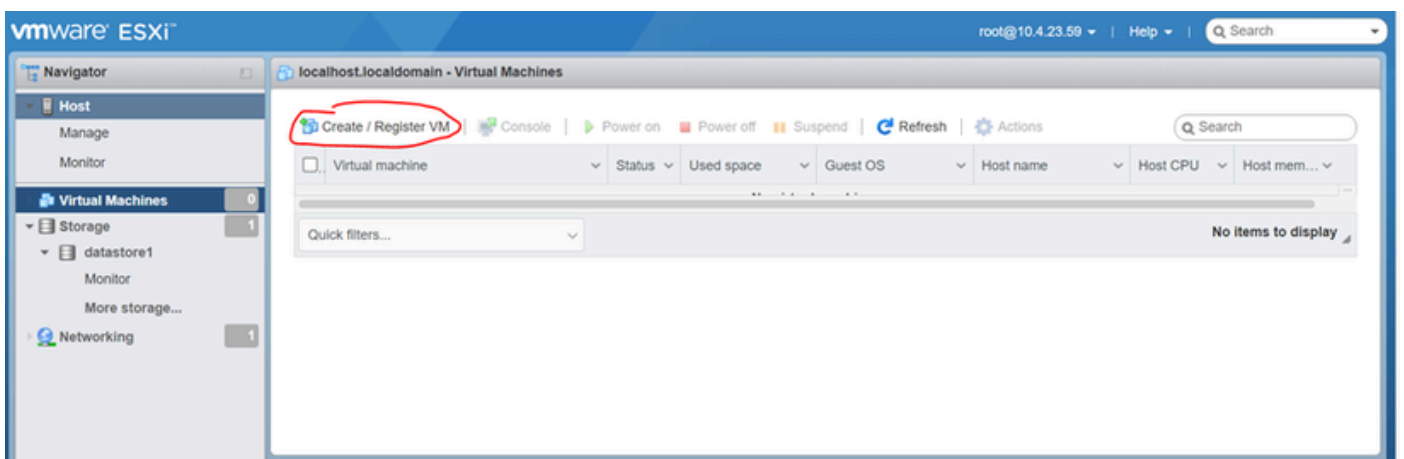 vmware ESXi™
root@10.4.23.59 | Help | Search
Navigator
Host
Manage
Monitor
Virtual Machines 0
Storage 1
datastore1
Monitor
More storage...
Networking 1
localhost.localdomain - Virtual Machines
Create / Register VM | Console | Power on Power off Suspend | Refresh | Actions
Search
Virtual machine Status Used space Guest OS Host name Host CPU Host mem...
Quick filters...
No items to display